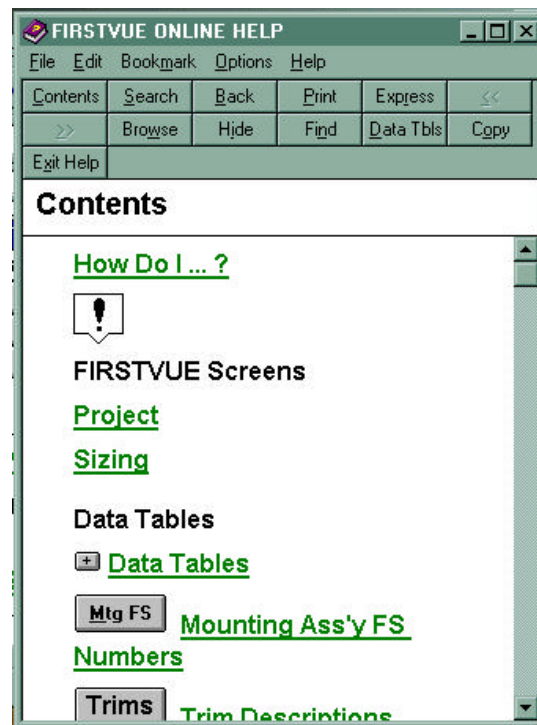 FIRSTVUE ONLINE HELP
File Edit Bookmark Options Help
Contents Search Back Print Express <<
>> Browse Hide Find Data Tbls Copy
Exit Help
Contents
How Do I ... ?
!
FIRSTVUE Screens
Project
Sizing
Data Tables
+ Data Tables
Mtg FS Mounting Ass'y FS
Numbers
Trims Trim Descriptions